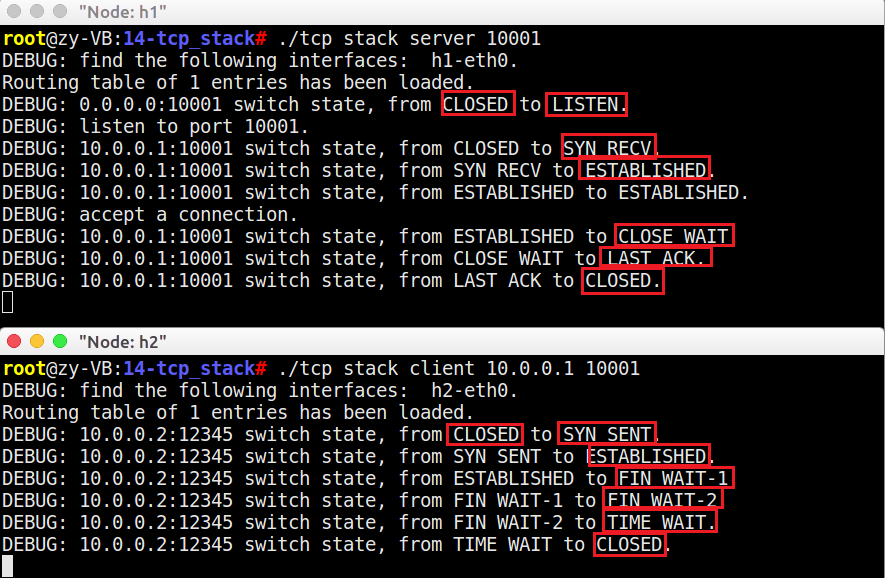 "Node: h1"
root@zy-VB:14-tcp_stack# ./tcp stack server 10001
DEBUG: find the following interfaces:  h1-eth0.
Routing table of 1 entries has been loaded.
DEBUG: 0.0.0.0:10001 switch state, from CLOSED to LISTEN.
DEBUG: listen to port 10001.
DEBUG: 10.0.0.1:10001 switch state, from CLOSED to SYN RECV.
DEBUG: 10.0.0.1:10001 switch state, from SYN RECV to ESTABLISHED.
DEBUG: 10.0.0.1:10001 switch state, from ESTABLISHED to ESTABLISHED.
DEBUG: accept a connection.
DEBUG: 10.0.0.1:10001 switch state, from ESTABLISHED to CLOSE WAIT
DEBUG: 10.0.0.1:10001 switch state, from CLOSE WAIT to LAST ACK.
DEBUG: 10.0.0.1:10001 switch state, from LAST ACK to CLOSED.
"Node: h2"
root@zy-VB:14-tcp_stack# ./tcp stack client 10.0.0.1 10001
DEBUG: find the following interfaces:  h2-eth0.
Routing table of 1 entries has been loaded.
DEBUG: 10.0.0.2:12345 switch state, from CLOSED to SYN SENT.
DEBUG: 10.0.0.2:12345 switch state, from SYN SENT to ESTABLISHED.
DEBUG: 10.0.0.2:12345 switch state, from ESTABLISHED to FIN WAIT-1
DEBUG: 10.0.0.2:12345 switch state, from FIN WAIT-1 to FIN WAIT-2
DEBUG: 10.0.0.2:12345 switch state, from FIN WAIT-2 to TIME WAIT.
DEBUG: 10.0.0.2:12345 switch state, from TIME WAIT to CLOSED.